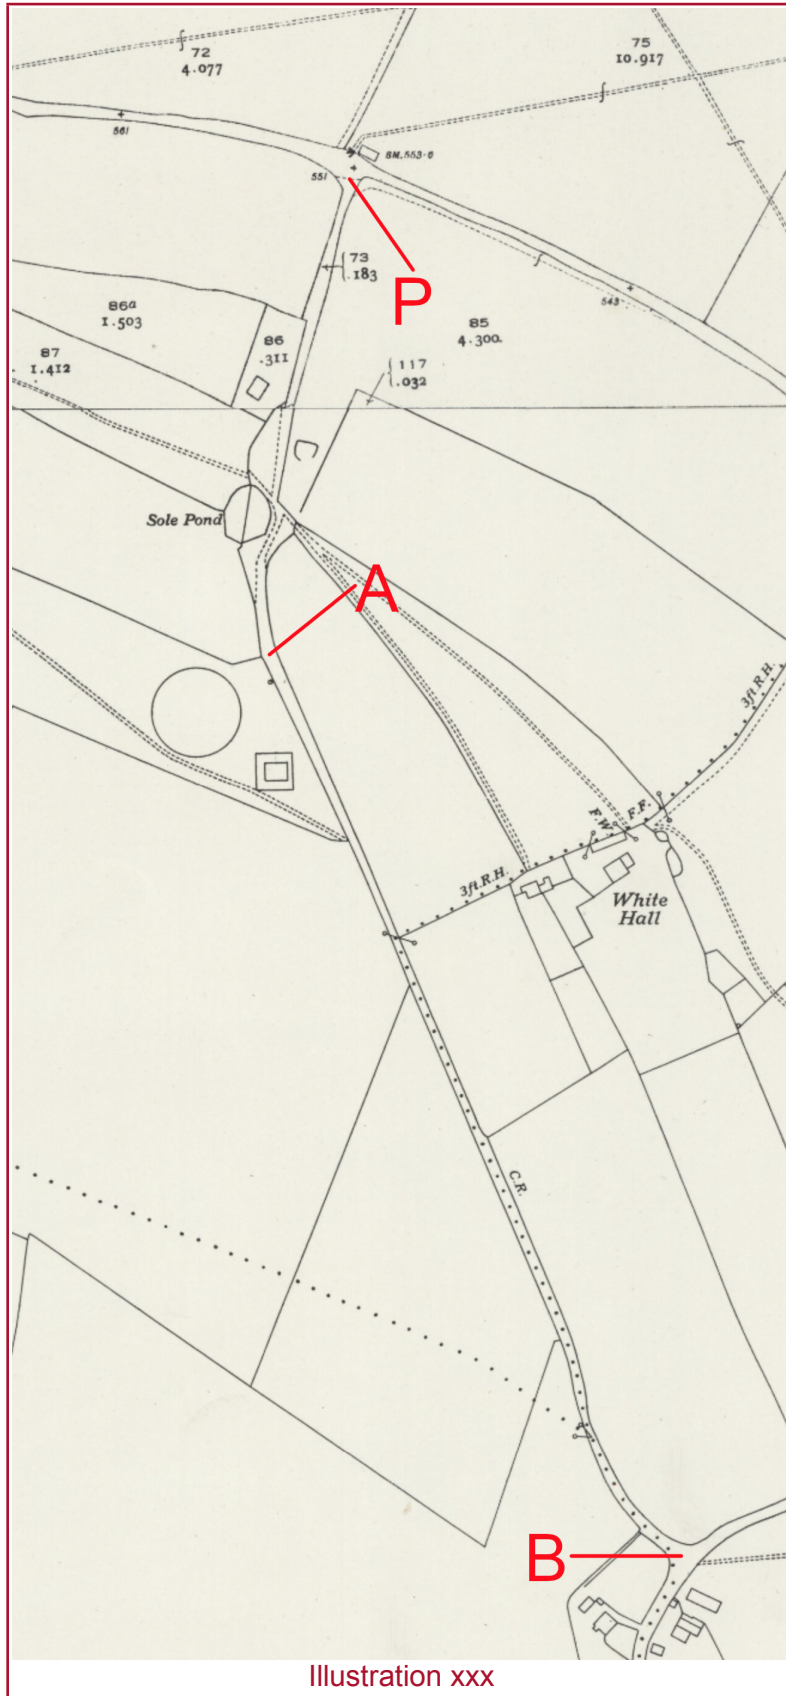 72
4.077
75
10.917
561
B.M. 553.6
551
P
73
.183
543
86a
1.503
86
.311
85
4.300
87
1.412
117
.032
Sole Pond
A
3ft.R.H.
F.F.
F.W.
3ft.R.H.
White
Hall
C.R.
B
Illustration xxx